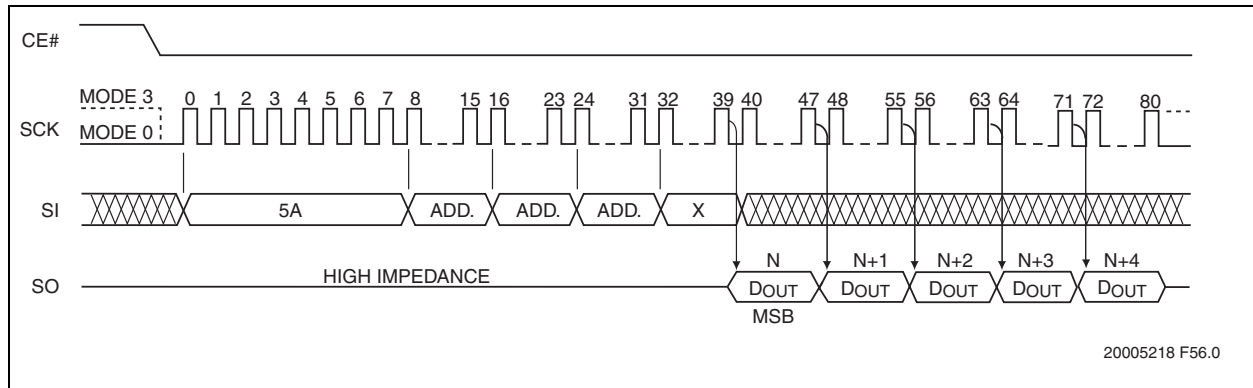 CE#
MODE 3
0 1 2 3 4 5 6 7 8 15 16 23 24 31 32 39 40 47 48 55 56 63 64 71 72 80
SCK
MODE 0
SI
5A ADD. ADD. ADD. X
N N+1 N+2 N+3 N+4
HIGH IMPEDANCE
SO
DOUT DOUT DOUT DOUT DOUT
MSB
20005218 F56.0